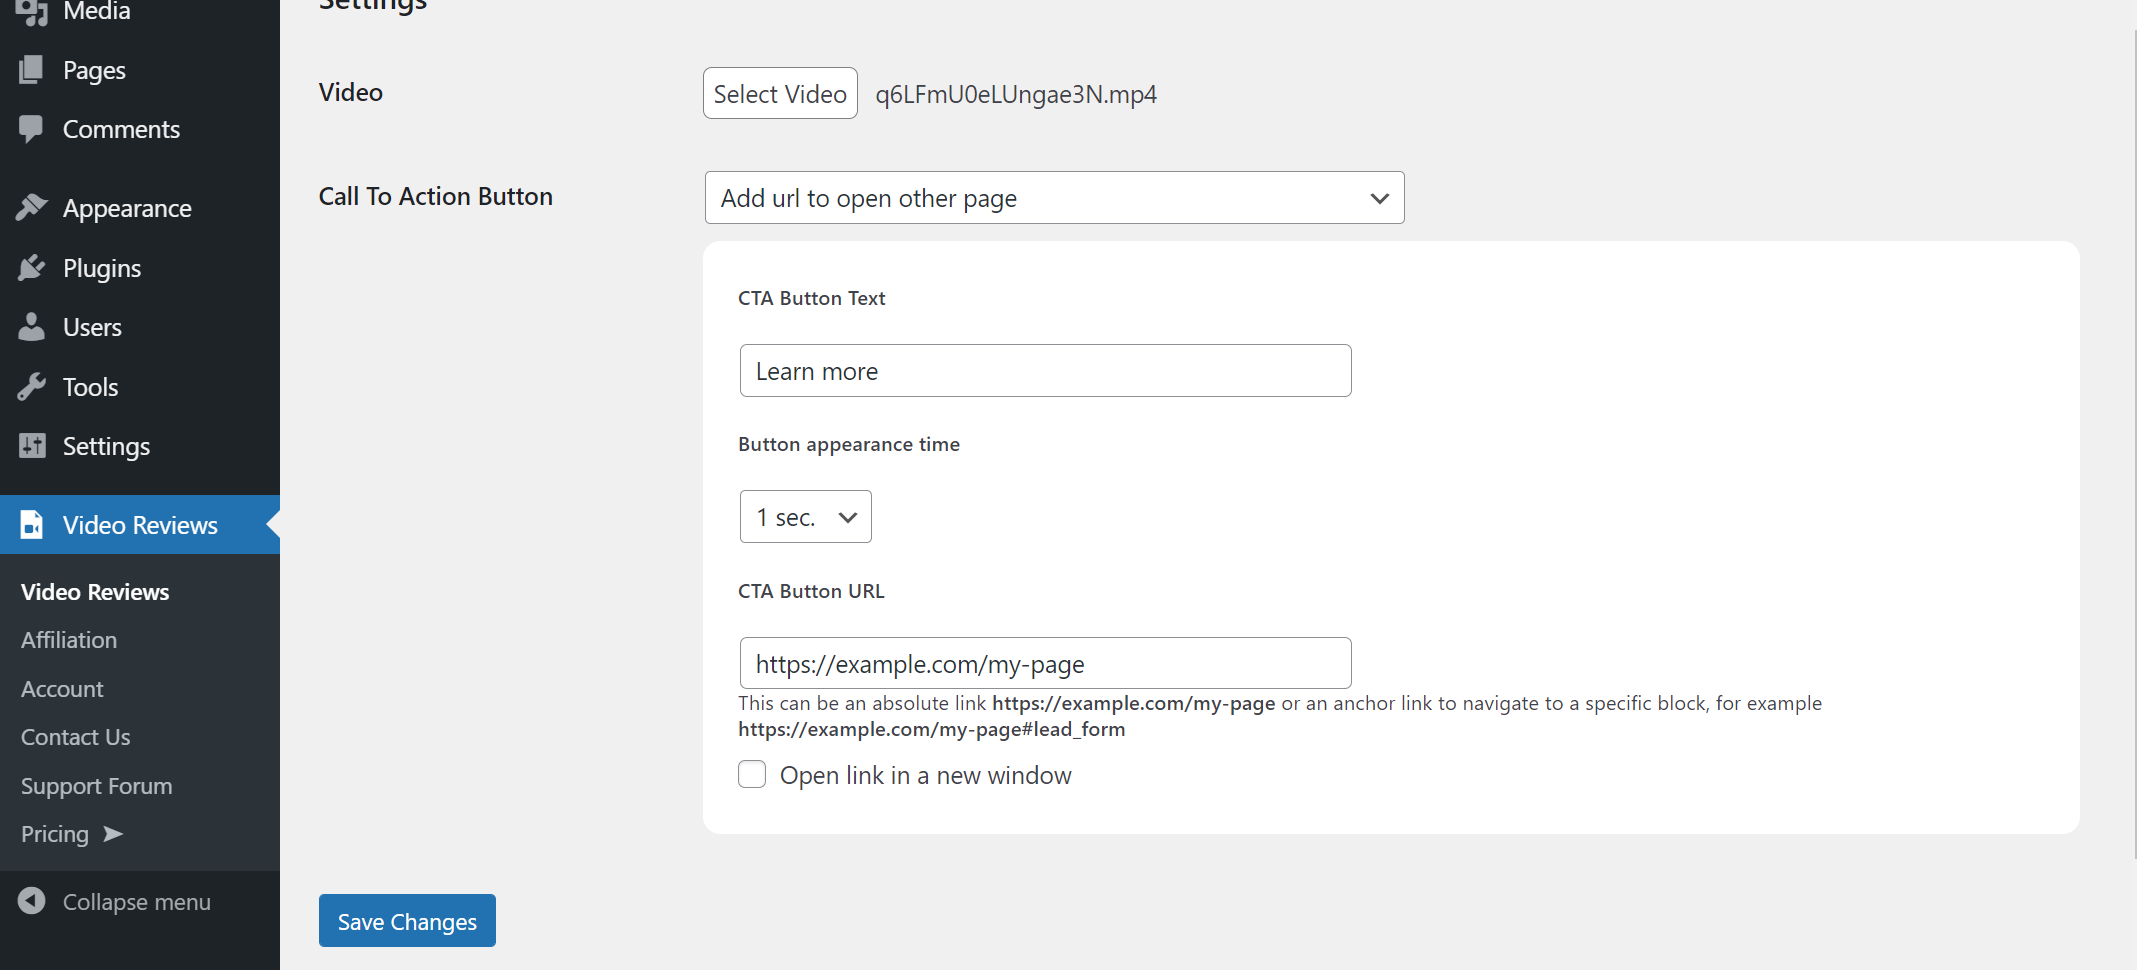 Media
Pages
Comments
Appearance
Plugins
Users
Tools
Settings
Video Reviews
Video Reviews
Affiliation
Account
Contact Us
Support Forum
Pricing ➤
Collapse menu
Settings
Video
Select Video q6LFmU0eLUngae3N.mp4
Call To Action Button
Add url to open other page
CTA Button Text
Learn more
Button appearance time
1 sec.
CTA Button URL
https://example.com/my-page
This can be an absolute link https://example.com/my-page or an anchor link to navigate to a specific block, for example
https://example.com/my-page#lead_form
Open link in a new window
Save Changes